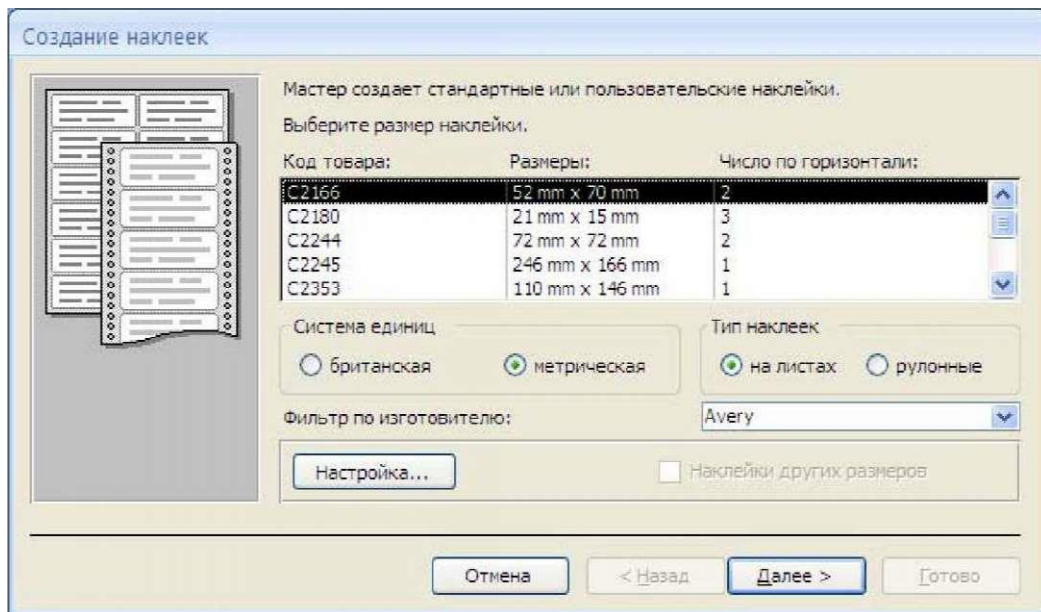 Создание наклеек
Мастер создает стандартные или пользовательские наклейки.
Выберите размер наклейки.
Код товара: Размеры: Число по горизонтали:
C2166 52 mm x 70 mm 2
C2180 21 mm x 15 mm 3
C2244 72 mm x 72 mm 2
C2245 246 mm x 166 mm 1
C2353 110 mm x 146 mm 1
Система единиц Тип наклеек
британская метрическая на листах рулонные
Фильтр по изготовителю: Avery
Настройка... Наклейки других размеров
Отмена < Назад Далее > Готово